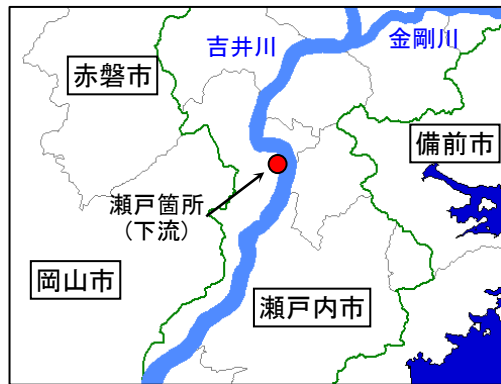 吉井川
金剛川
赤磐市
備前市
瀬戸箇所
(下流)
岡山市
瀬戸内市